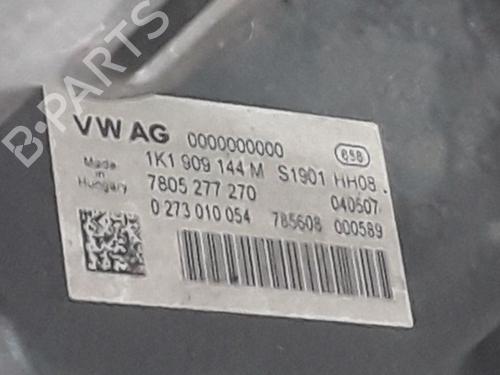 B-PARTS
VW AG 0000000000 658
Made in Hungary 1K1 909 144 M S1901 HH08 .
7805 277 270 040507
0 273 010 054 785608 000589